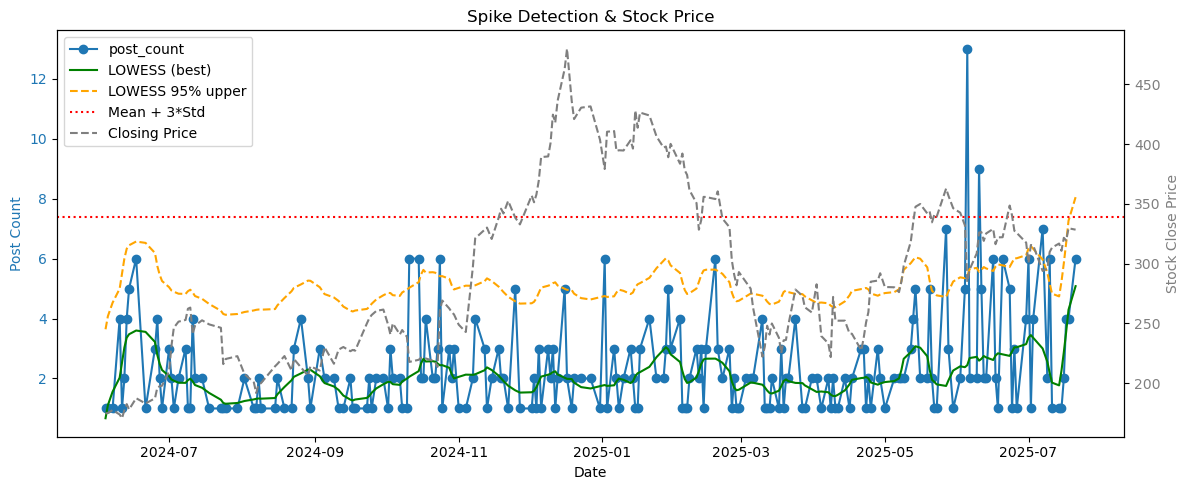 Spike Detection & Stock Price
post_count
LOWESS (best)
LOWESS 95% upper
Mean + 3*Std
Closing Price
Post Count
12
10
8
6
4
2
450
400
350
300
250
200
Stock Close Price
2024-07
2024-09
2024-11
2025-01
2025-03
2025-05
2025-07
Date